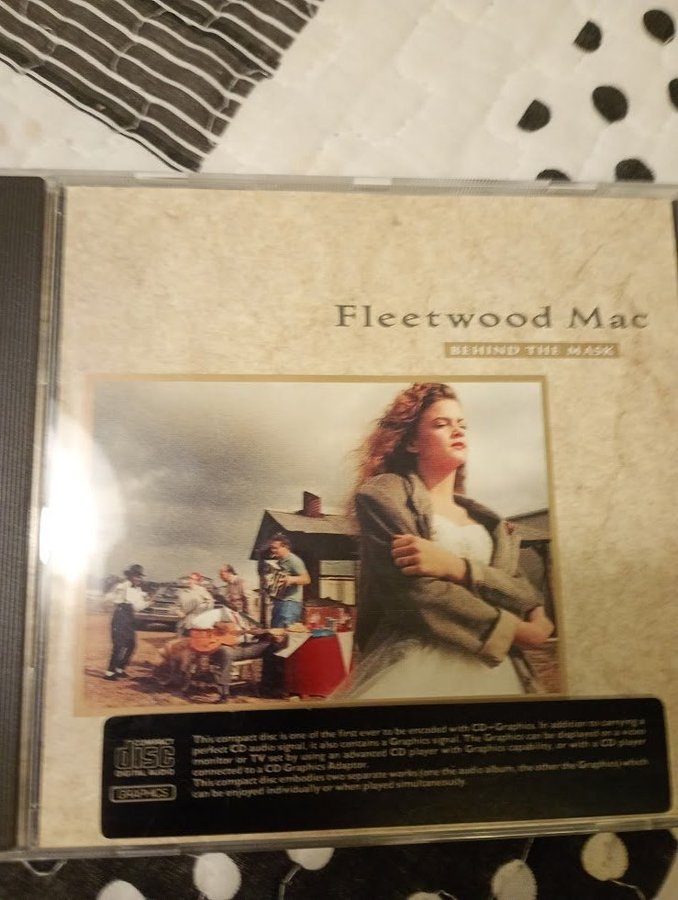 Fleetwood Mac
BEHIND THE MASK
COMPACT
disc
DIGITAL AUDIO
GRAPHICS
This compact disc is one of the first ever to be encoded with CD+Graphics. In addition to carrying a
perfect CD audio signal, it also contains a Graphics signal. The Graphics can be displayed on a video
monitor or TV set by using an advanced CD player with Graphics capability, or with a CD player
connected to a CD Graphics Adaptor.
This compact disc embodies two separate works (one the audio album, the other the Graphics) which
can be enjoyed individually or when played simultaneously.